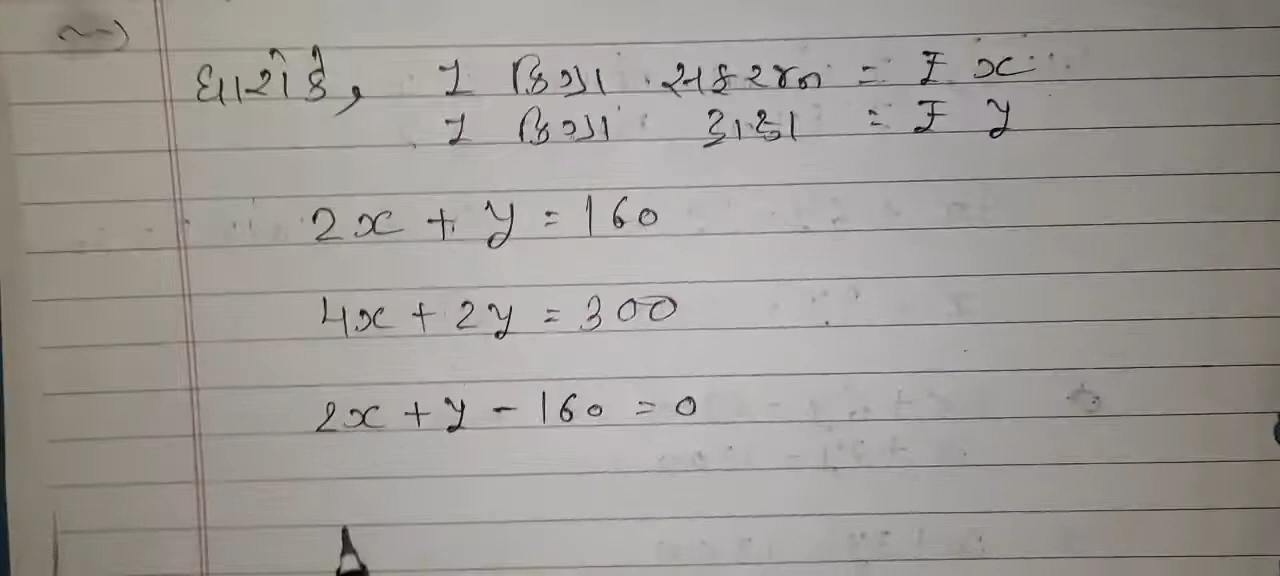 ધારોકે, 1 કિગ્રા સફરજન = ₹ x
1 કિગ્રા દ્રાક્ષ = ₹ y
2x + y = 160
4x + 2y = 300
2x + y - 160 = 0